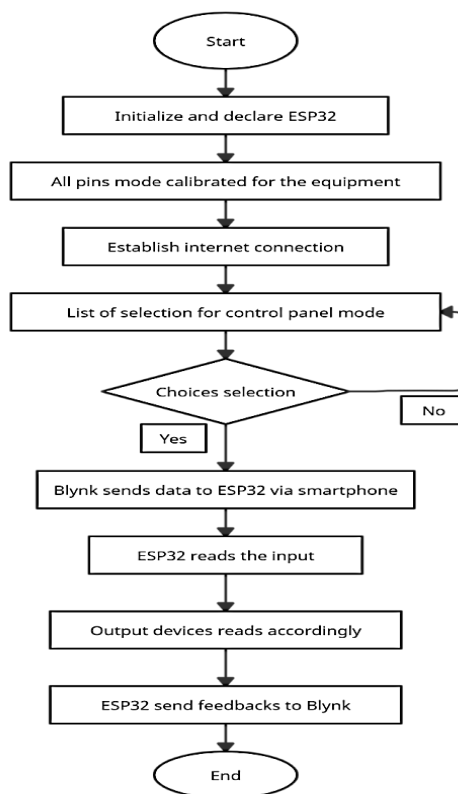 Start
Initialize and declare ESP32
All pins mode calibrated for the equipment
Establish internet connection
List of selection for control panel mode
Choices selection
No
Yes
Blynk sends data to ESP32 via smartphone
ESP32 reads the input
Output devices reads accordingly
ESP32 send feedbacks to Blynk
End